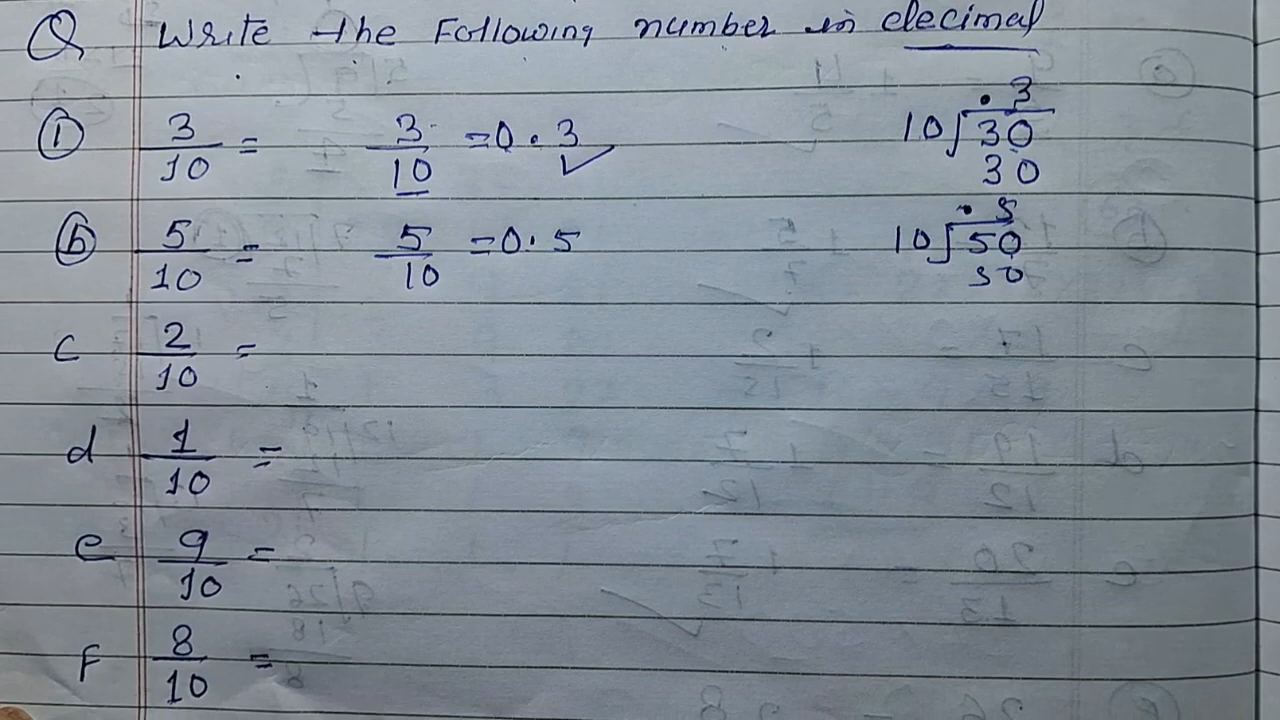 Q Write the Following number in decimal
① 3/10 = 3/10 = 0.3 ✓ 10)30 .3
30
ⓑ 5/10 = 5/10 = 0.5 10)50 .5
50
c 2/10 =
d 1/10 =
e 9/10 =
F 8/10 =